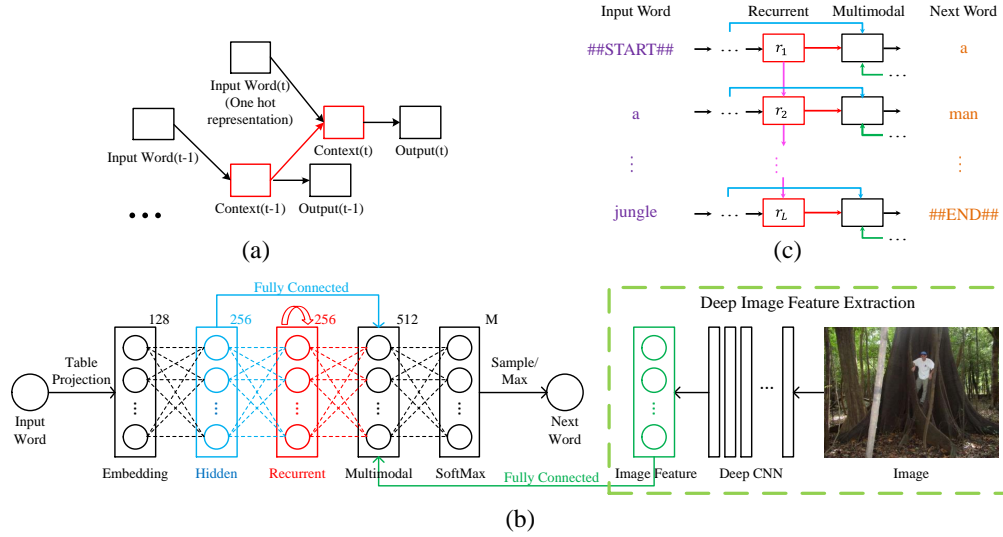 Input Word(t)
(One hot
representation)
Input Word(t-1)
Context(t)
Output(t)
Context(t-1)
Output(t-1)
...
(a)
Input Word
Recurrent
Multimodal
Next Word
##START##
...
r1
a
...
a
...
r2
man
...
⋮
⋮
⋮
jungle
...
rL
##END##
...
(c)
Fully Connected
128
256
256
512
M
Table
Projection
Sample/
Max
Input
Word
Next
Word
Embedding
Hidden
Recurrent
Multimodal
SoftMax
Fully Connected
Deep Image Feature Extraction
...
Image Feature
Deep CNN
Image
(b)